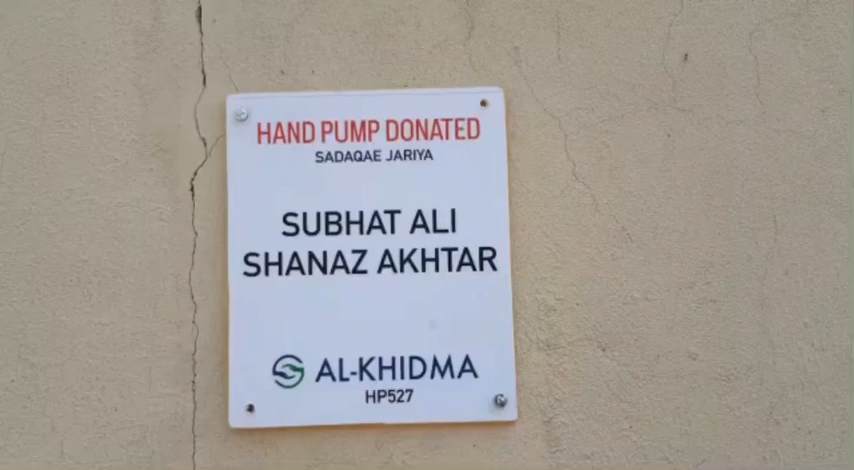 HAND PUMP DONATED
SADAQAE JARIYA
SUBHAT ALI
SHANAZ AKHTAR
AL-KHIDMA
HP527